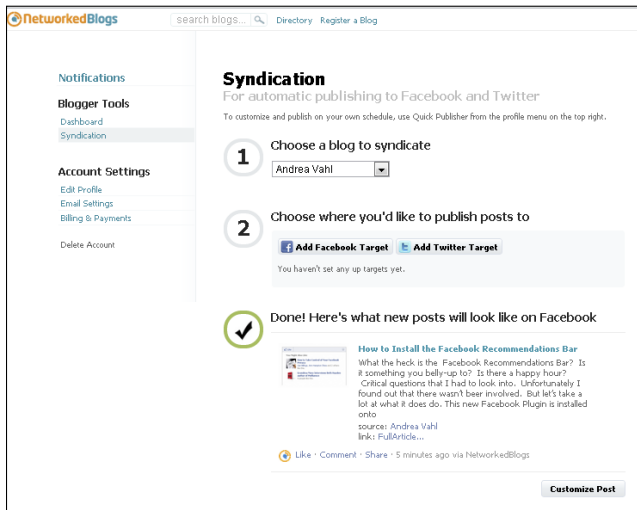 NetworkedBlogs
search blogs...
Directory
Register a Blog
Notifications
Blogger Tools
Dashboard
Syndication
Account Settings
Edit Profile
Email Settings
Billing & Payments
Delete Account
Syndication
For automatic publishing to Facebook and Twitter
To customize and publish on your own schedule, use Quick Publisher from the profile menu on the top right.
1
Choose a blog to syndicate
Andrea Vahl
2
Choose where you'd like to publish posts to
Add Facebook Target
Add Twitter Target
You haven't set any up targets yet.
Done! Here's what new posts will look like on Facebook
How to Install the Facebook Recommendations Bar
What the heck is the Facebook Recommendations Bar? Is
it something you belly-up to? Is there a happy hour?
Critical questions that I had to look into. Unfortunately I
found out that there wasn't beer involved. But let's take a
lot at what it does do. This new Facebook Plugin is installed
onto
source: Andrea Vahl
link: FullArticle...
Like · Comment · Share · 5 minutes ago via NetworkedBlogs
Customize Post